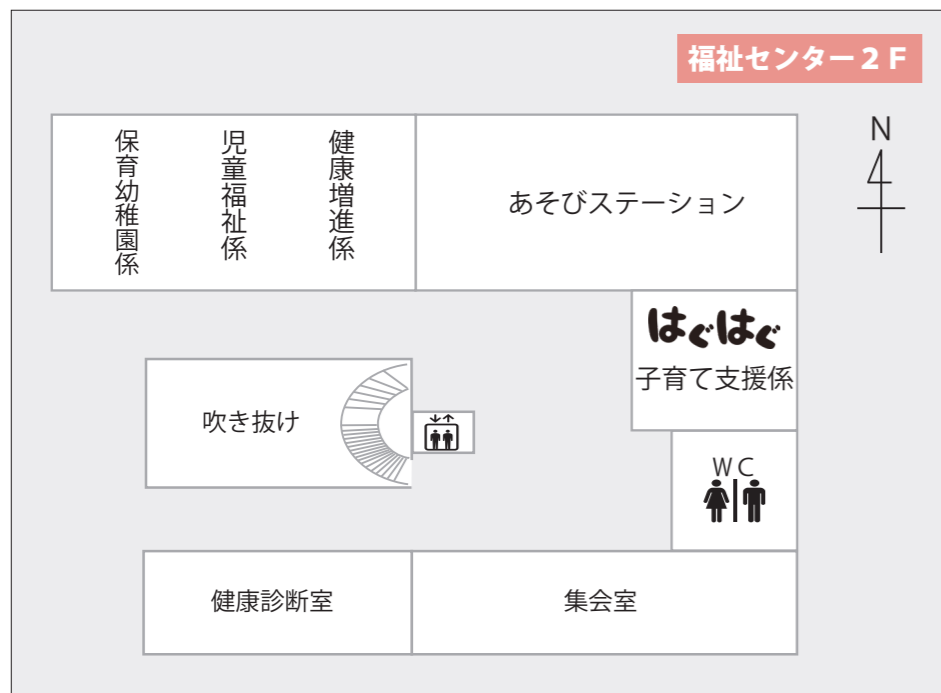 福祉センター２Ｆ
N
保育幼稚園係
児童福祉係
健康増進係
あそびステーション
はぐはぐ
子育て支援係
吹き抜け
ＷＣ
健康診断室
集会室